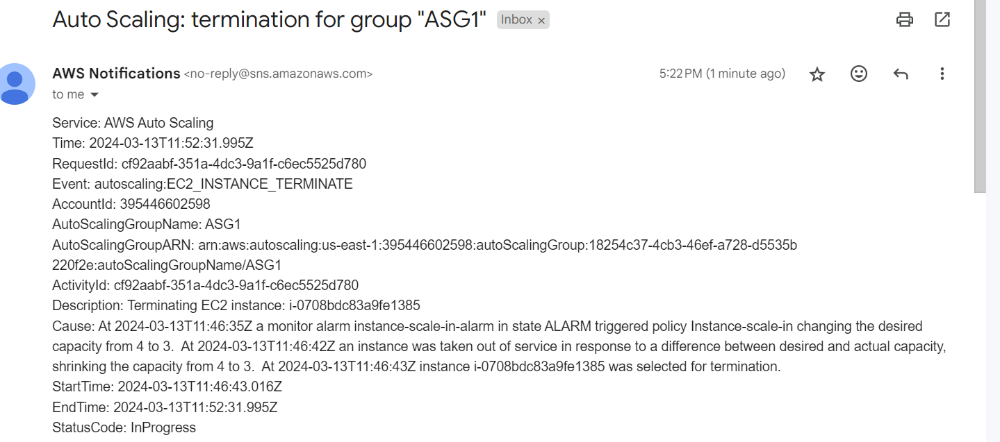 Auto Scaling: termination for group "ASG1" Inbox ×
AWS Notifications <no-reply@sns.amazonaws.com> 5:22 PM (1 minute ago)
to me
Service: AWS Auto Scaling
Time: 2024-03-13T11:52:31.995Z
RequestId: cf92aabf-351a-4dc3-9a1f-c6ec5525d780
Event: autoscaling:EC2_INSTANCE_TERMINATE
AccountId: 395446602598
AutoScalingGroupName: ASG1
AutoScalingGroupARN: arn:aws:autoscaling:us-east-1:395446602598:autoScalingGroup:18254c37-4cb3-46ef-a728-d5535b
220f2e:autoScalingGroupName/ASG1
ActivityId: cf92aabf-351a-4dc3-9a1f-c6ec5525d780
Description: Terminating EC2 instance: i-0708bdc83a9fe1385
Cause: At 2024-03-13T11:46:35Z a monitor alarm instance-scale-in-alarm in state ALARM triggered policy Instance-scale-in changing the desired
capacity from 4 to 3.  At 2024-03-13T11:46:42Z an instance was taken out of service in response to a difference between desired and actual capacity,
shrinking the capacity from 4 to 3.  At 2024-03-13T11:46:43Z instance i-0708bdc83a9fe1385 was selected for termination.
StartTime: 2024-03-13T11:46:43.016Z
EndTime: 2024-03-13T11:52:31.995Z
StatusCode: InProgress